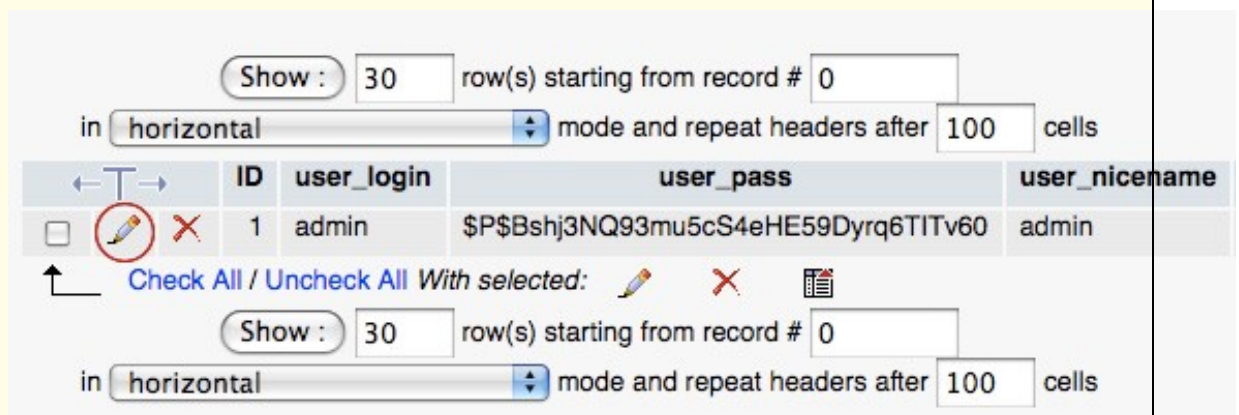 Show : 30 row(s) starting from record # 0
in horizontal mode and repeat headers after 100 cells
←T→ ID user_login user_pass user_nicename
1 admin $P$Bshj3NQ93mu5cS4eHE59Dyrq6TITv60 admin
Check All / Uncheck All With selected:
Show : 30 row(s) starting from record # 0
in horizontal mode and repeat headers after 100 cells